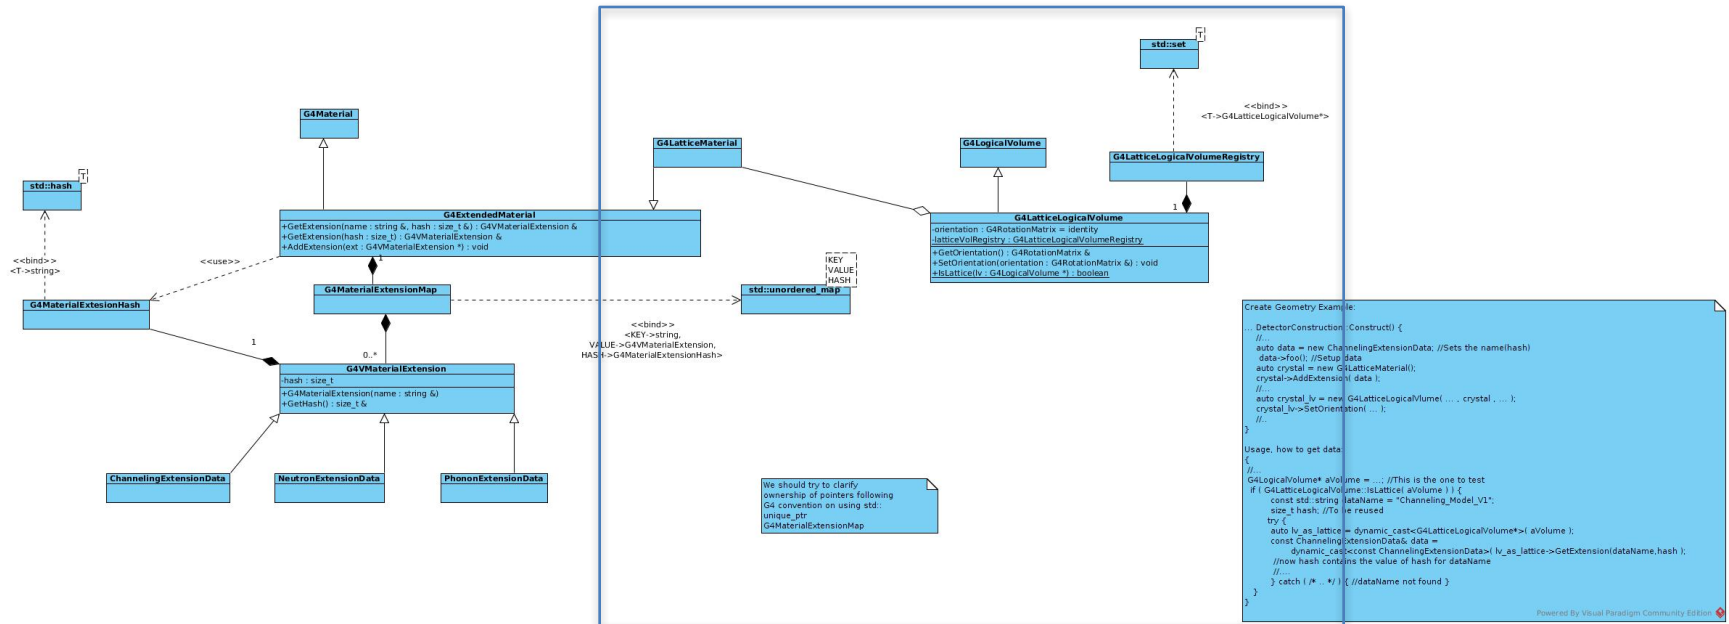 std::set
T
<<bind>>
<T->G4LatticeLogicalVolume*>
G4Material
G4LatticeMaterial
G4LogicalVolume
G4LatticeLogicalVolumeRegistry
std::hash
T
1
G4ExtendedMaterial
+GetExtension(name : string &, hash : size_t &) : G4VMaterialExtension &
+GetExtension(hash : size_t) : G4VMaterialExtension &
+AddExtension(ext : G4VMaterialExtension *) : void
G4LatticeLogicalVolume
-orientation : G4RotationMatrix = identity
-latticeVolRegistry : G4LatticeLogicalVolumeRegistry
+GetOrientation() : G4RotationMatrix &
+SetOrientation(orientation : G4RotationMatrix &) : void
+IsLattice(lv : G4LogicalVolume *) : boolean
<<bind>>
<T->string>
<<use>>
1
KEY
VALUE
HASH
G4MaterialExtesionHash
G4MaterialExtensionMap
std::unordered_map
<<bind>>
<KEY->string,
VALUE->G4VMaterialExtension,
HASH->G4MaterialExtensionHash>
1
0..*
G4VMaterialExtension
-hash : size_t
+G4MaterialExtension(name : string &)
+GetHash() : size_t &
ChannelingExtensionData
NeutronExtensionData
PhononExtensionData
We should try to clarify
ownership of pointers following
G4 convention on using std::
unique_ptr
G4MaterialExtensionMap
Create Geometry Example:
... DetectorConstruction::Construct() {
//...
auto data = new ChannelingExtensionData; //Sets the name(hash)
data->foo(); //Setup data
auto crystal = new G4LatticeMaterial();
crystal->AddExtension( data );
//...
auto crystal_lv = new G4LatticeLogicalVlume( ... , crystal , ... );
crystal_lv->SetOrientation( ... );
//..
}
Usage, how to get data:
{
//...
G4LogicalVolume* aVolume = ...; //This is the one to test
if ( G4LatticeLogicalVolume::IsLattice( aVolume ) ) {
const std::string dataName = "Channeling_Model_V1";
size_t hash; //To be reused
try {
auto lv_as_lattice = dynamic_cast<G4LatticeLogicalVolume*>( aVolume );
const ChannelingExtensionData& data =
dynamic_cast<const ChannelingExtensionData>( lv_as_lattice->GetExtension(dataName,hash );
//now hash contains the value of hash for dataName
//....
} catch ( /* .. */ ) { //dataName not found }
}
}
Powered By Visual Paradigm Community Edition